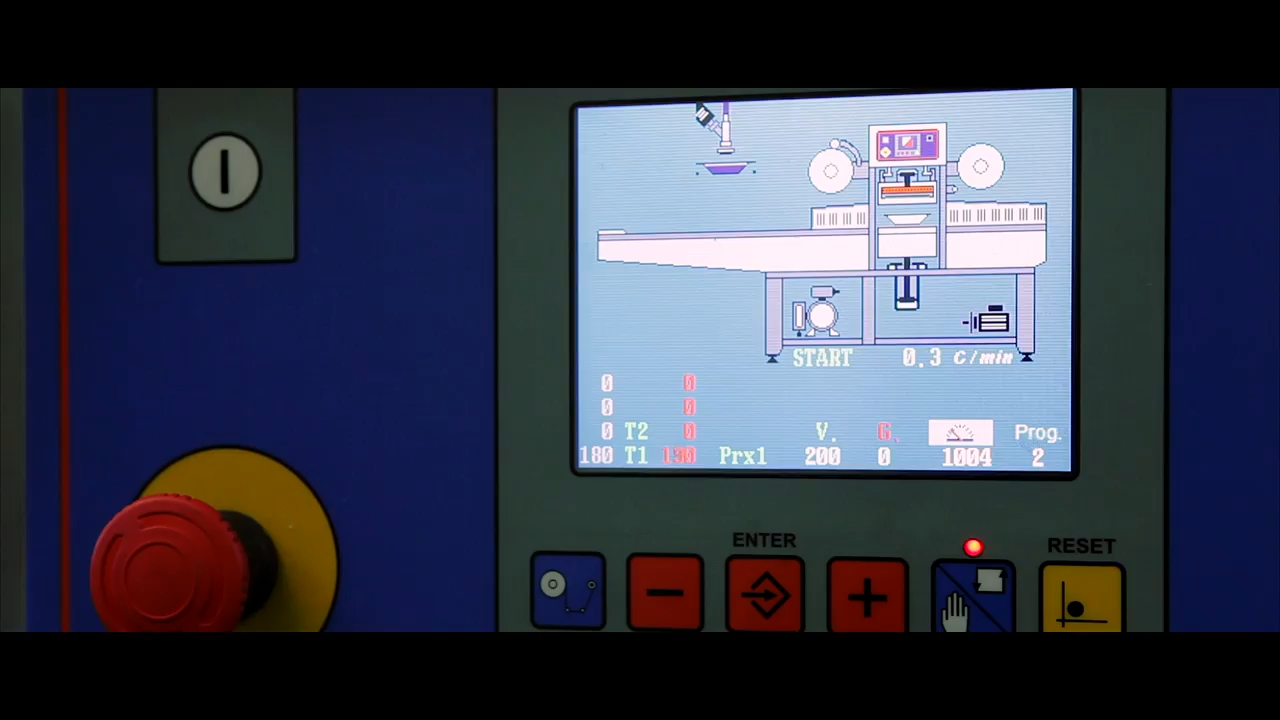 START 0.3 C/min
0 0
0 0
0 T2 0 V. G. Prog.
180 T1 Prx1 200 0 1004 2
ENTER
RESET